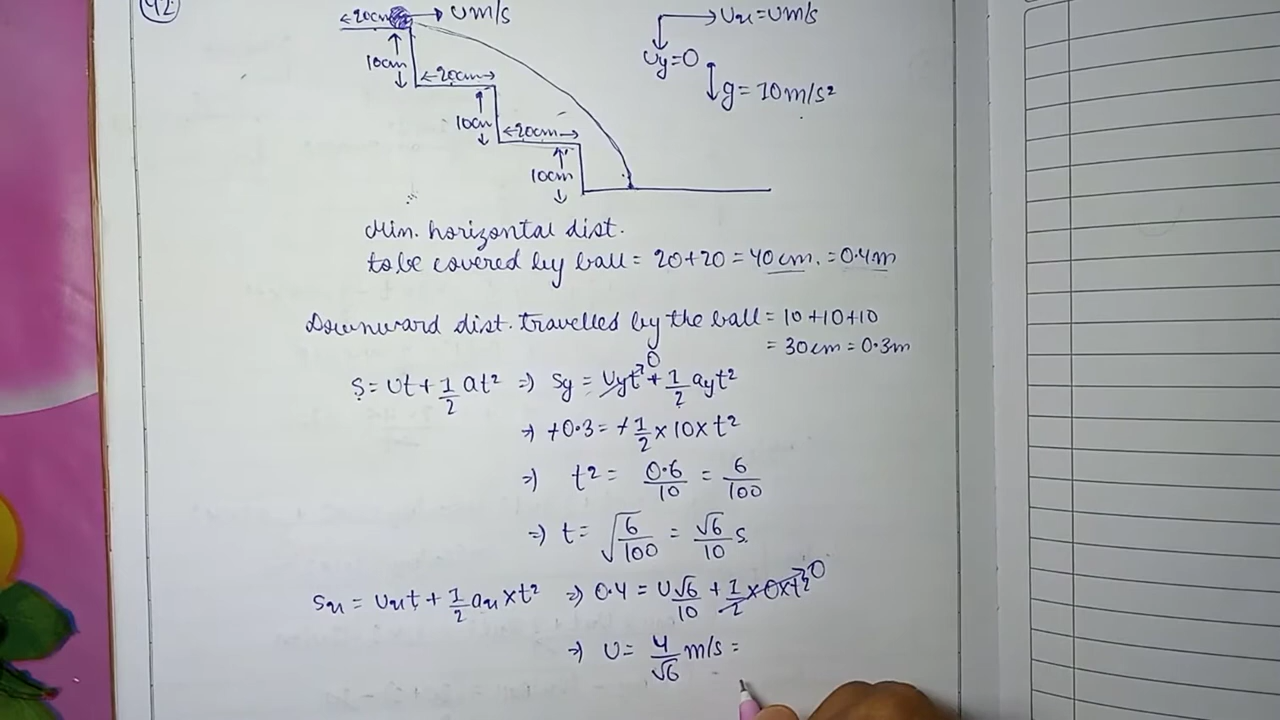 42
←20cm→ u m/s
10cm
←20cm→
10cm
←20cm→
10cm
ux=um/s
uy=0
g=10m/s²
Min. horizontal dist.
to be covered by ball = 20+20 = 40cm. = 0.4m
Downward dist. travelled by the ball = 10+10+10
= 30cm = 0.3m
S = ut + 1/2 at² ⇒ Sy = uyt + 1/2 ayt²
0
⇒ +0.3 = +1/2 × 10 × t²
⇒ t² = 0.6/10 = 6/100
⇒ t = √(6/100) = √6/10 s.
Sx = uxt + 1/2 ax × t² ⇒ 0.4 = u√6/10 + 1/2 × 0 × t² 0
⇒ u = 4/√6 m/s =